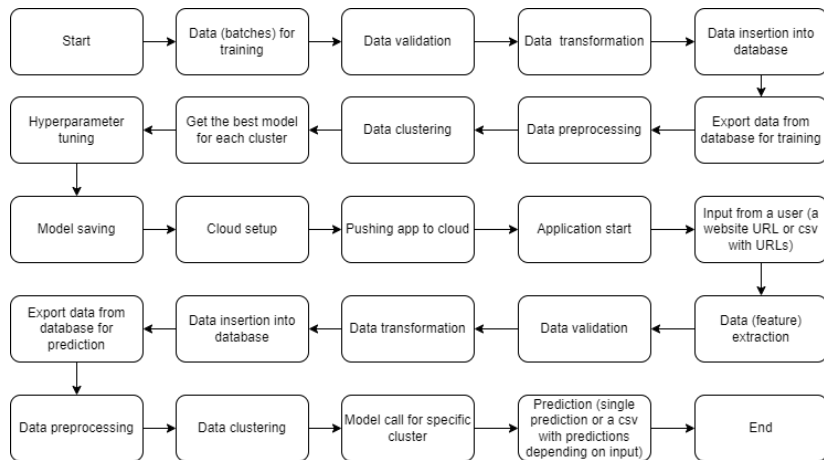 Start
Data (batches) for
training
Data validation
Data transformation
Data insertion into
database
Hyperparameter
tuning
Get the best model
for each cluster
Data clustering
Data preprocessing
Export data from
database for training
Model saving
Cloud setup
Pushing app to cloud
Application start
Input from a user (a
website URL or csv
with URLs)
Export data from
database for
prediction
Data insertion into
database
Data transformation
Data validation
Data (feature)
extraction
Data preprocessing
Data clustering
Model call for specific
cluster
Prediction (single
prediction or a csv
with predictions
depending on input)
End